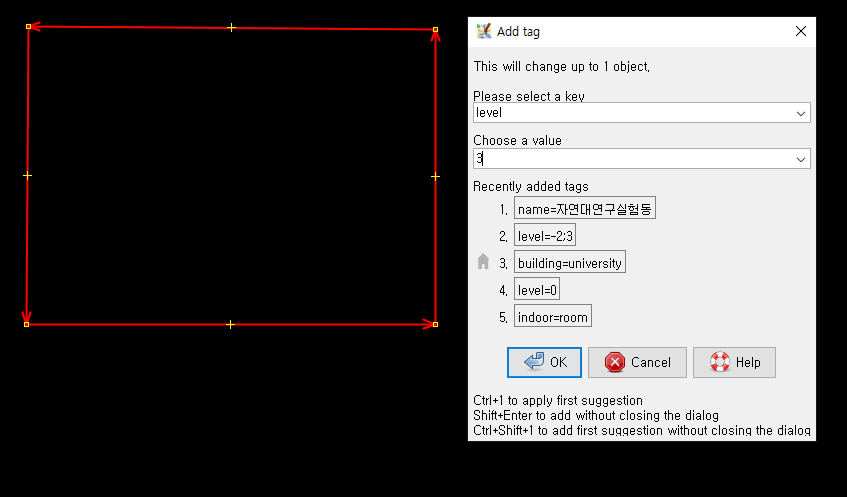 Add tag
This will change up to 1 object.
Please select a key
level
Choose a value
3
Recently added tags
1. name=자연대연구실험동
2. level=-2;3
3. building=university
4. level=0
5. indoor=room
OK Cancel Help
Ctrl+1 to apply first suggestion
Shift+Enter to add without closing the dialog
Ctrl+Shift+1 to add first suggestion without closing the dialog